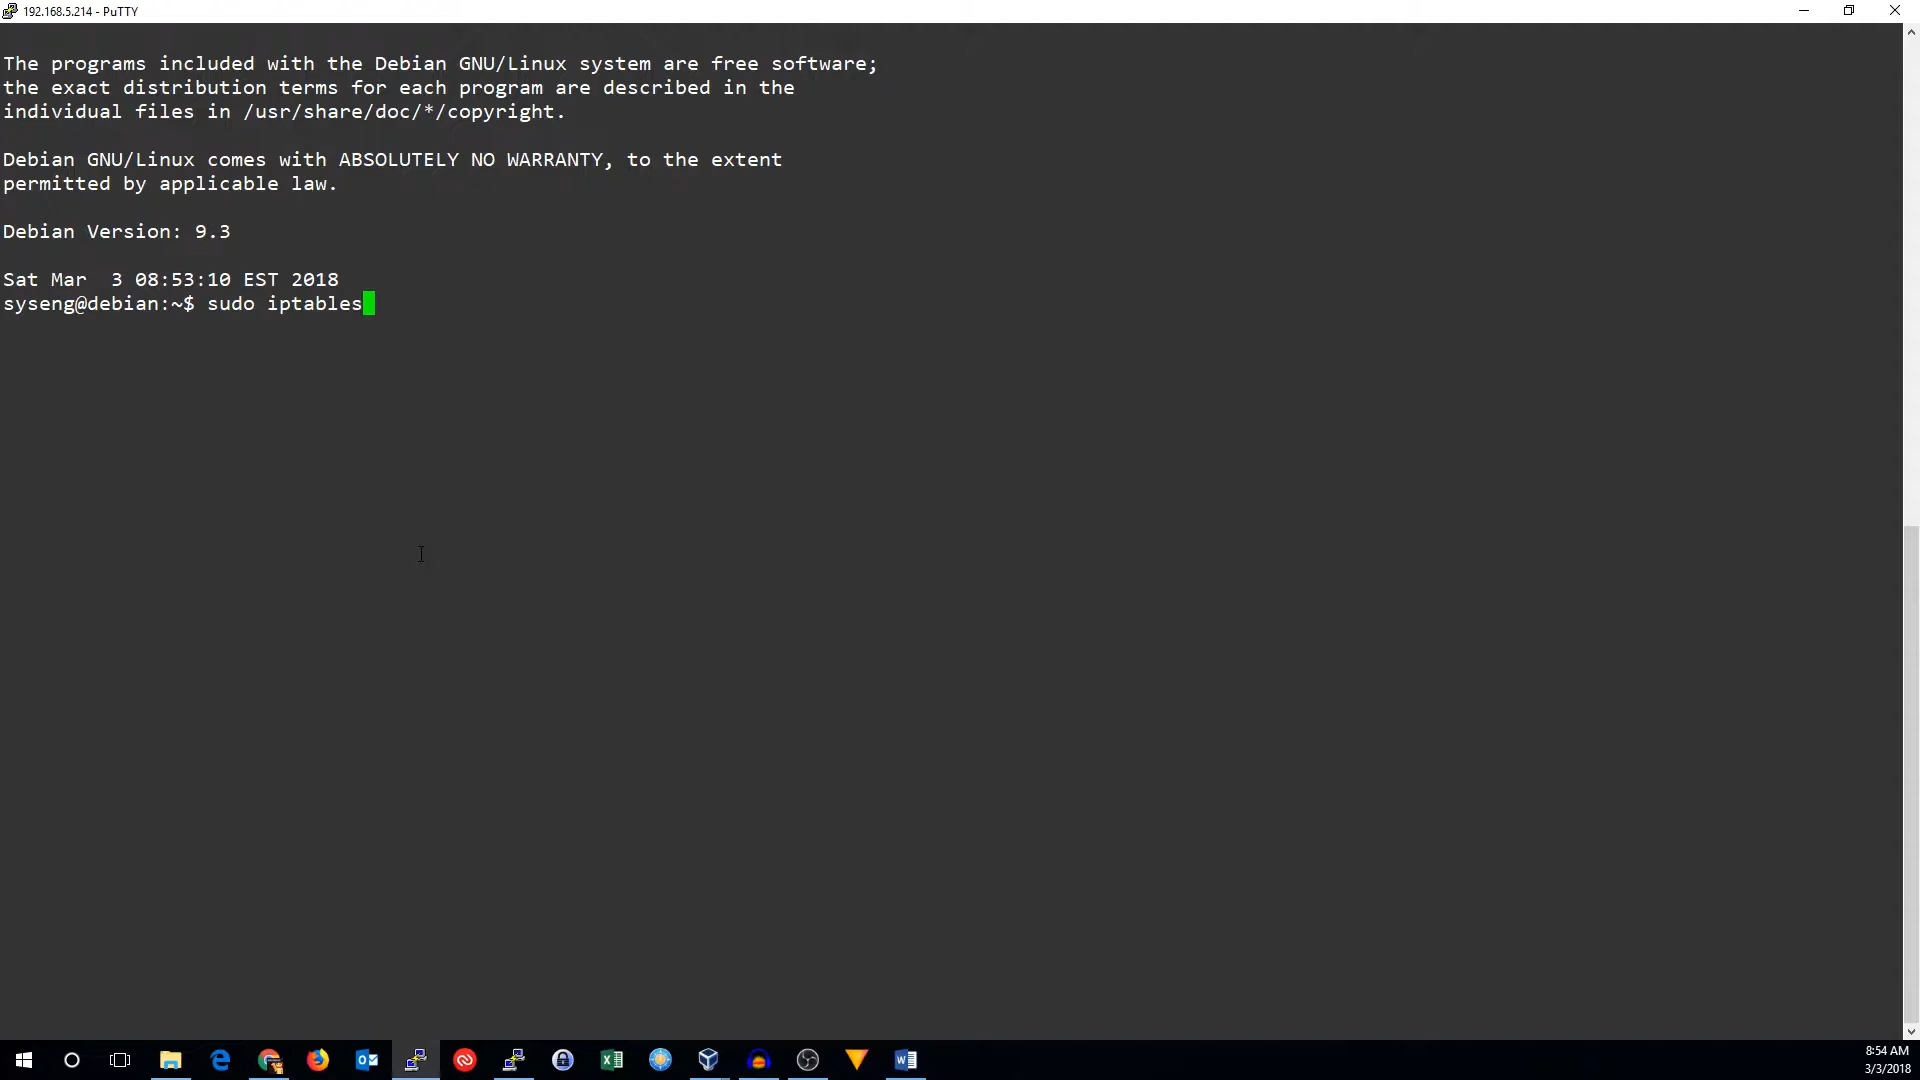 192.168.5.214 - PuTTY
The programs included with the Debian GNU/Linux system are free software;
the exact distribution terms for each program are described in the
individual files in /usr/share/doc/*/copyright.
Debian GNU/Linux comes with ABSOLUTELY NO WARRANTY, to the extent
permitted by applicable law.
Debian Version: 9.3
Sat Mar  3 08:53:10 EST 2018
syseng@debian:~$ sudo iptables
8:54 AM
3/3/2018